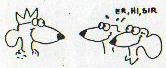 ER, HI, SIR